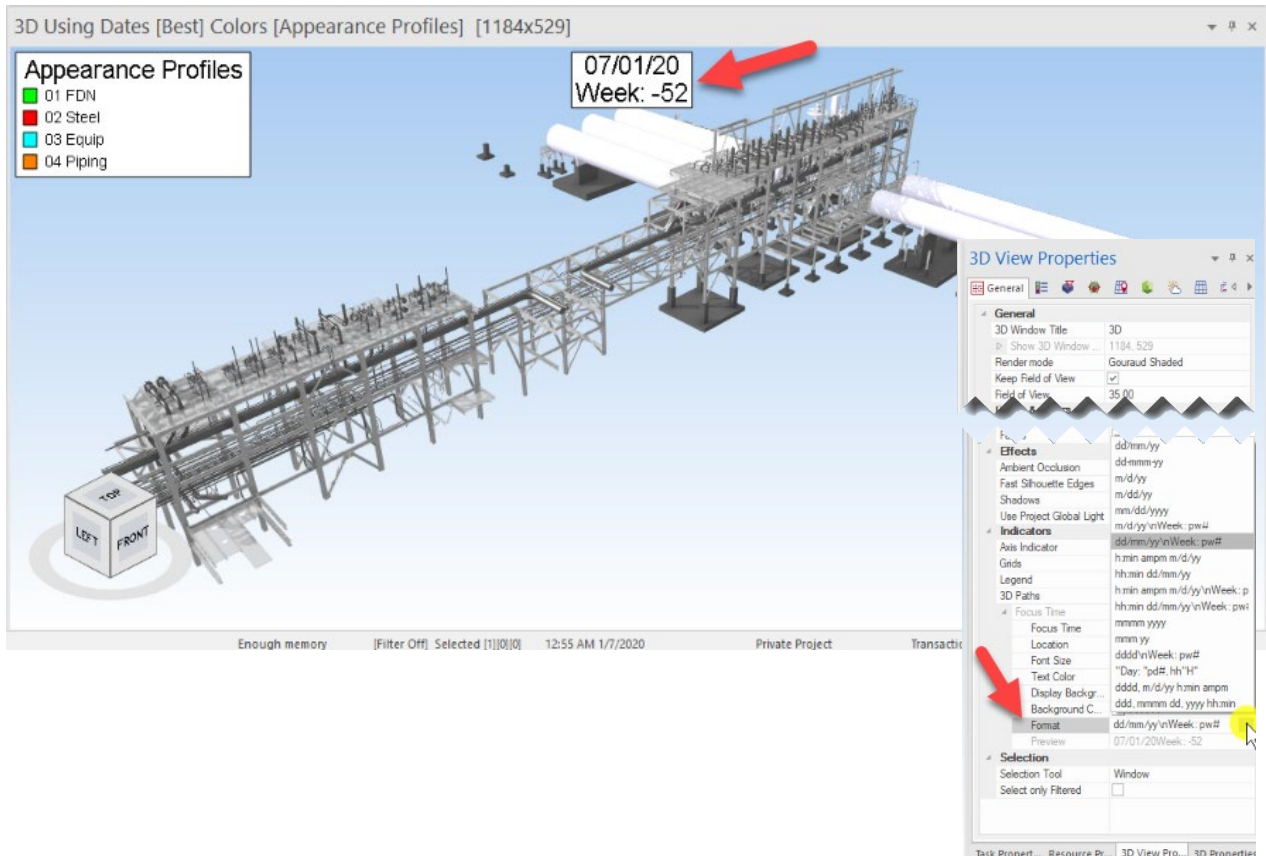 3D Using Dates [Best] Colors [Appearance Profiles] [1184x529]
Appearance Profiles
01 FDN
02 Steel
03 Equip
04 Piping
07/01/20
Week: -52
TOP
LEFT
FRONT
Enough memory [Filter Off] Selected [1][0][0] 12:55 AM 1/7/2020 Private Project Transactio
3D View Properties
General
General
3D Window Title 3D
Show 3D Window ... 1184, 529
Render mode Gouraud Shaded
Keep Field of View
Field of View 35.00
dd/mm/yy
Effects dd-mmm-yy
Ambient Occlusion m/d/yy
Fast Silhouette Edges m/dd/yy
Shadows mm/dd/yyyy
Use Project Global Light m/d/yy\nWeek: pw#
Indicators dd/mm/yy\nWeek: pw#
Axis Indicator h:min ampm m/d/yy
Grids hh:min dd/mm/yy
Legend h:min ampm m/d/yy\nWeek: p
3D Paths hh:min dd/mm/yy\nWeek: pw#
Focus Time mmmm yyyy
Focus Time mmm yy
Location dddd\nWeek: pw#
Font Size "Day: "pd#, hh"H"
Text Color dddd, m/d/yy h:min ampm
Display Backgr... ddd, mmmm dd, yyyy hh:min
Background C...
Format dd/mm/yy\nWeek: pw#
Preview 07/01/20Week: -52
Selection
Selection Tool Window
Select only Filtered
Task Propert... Resource Pr... 3D View Pro... 3D Properties